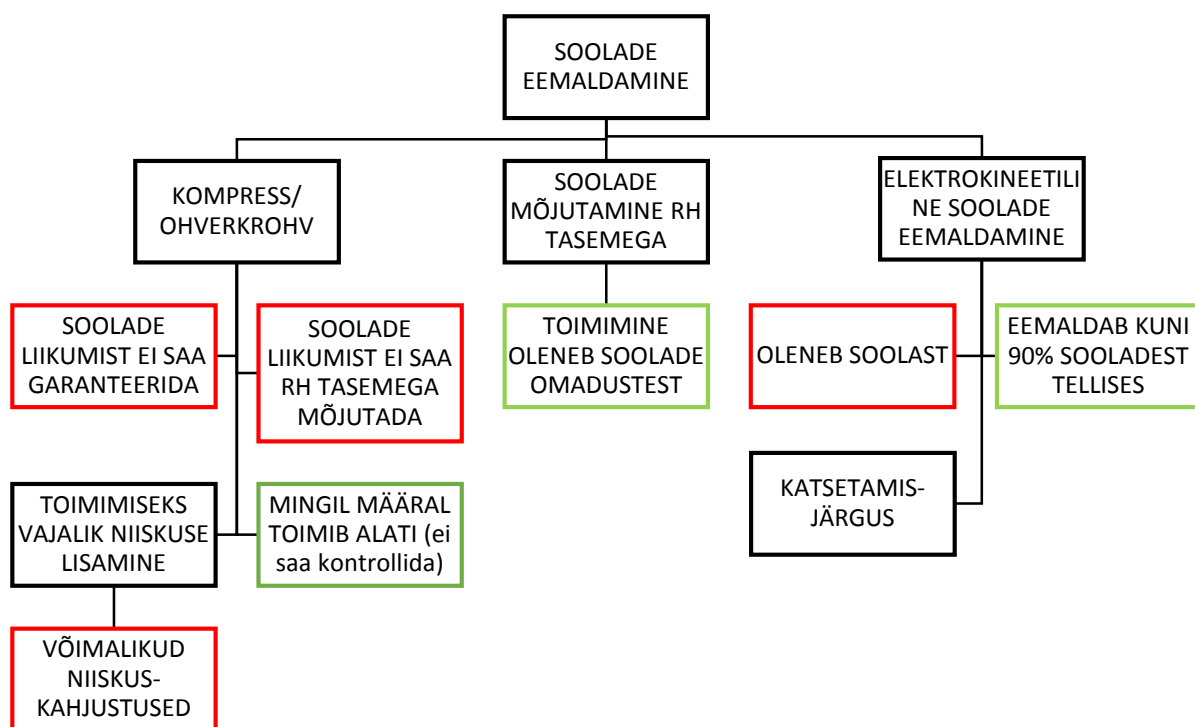 SOOLADE
EEMALDAMINE
KOMPRESS/
OHVERKROHV
SOOLADE
MÕJUTAMINE RH
TASEMEGA
ELEKTROKINEETILI
NE SOOLADE
EEMALDAMINE
SOOLADE
LIIKUMIST EI SAA
GARANTEERIDA
SOOLADE
LIIKUMIST EI SAA
RH TASEMEGA
MÕJUTADA
TOIMIMINE
OLENEB SOOLADE
OMADUSTEST
OLENEB SOOLAST
EEMALDAB KUNI
90% SOOLADEST
TELLISES
TOIMIMISEKS
VAJALIK NIISKUSE
LISAMINE
MINGIL MÄÄRAL
TOIMIB ALATI (ei
saa kontrollida)
KATSETAMIS-
JÄRGUS
VÕIMALIKUD
NIISKUS-
KAHJUSTUSED